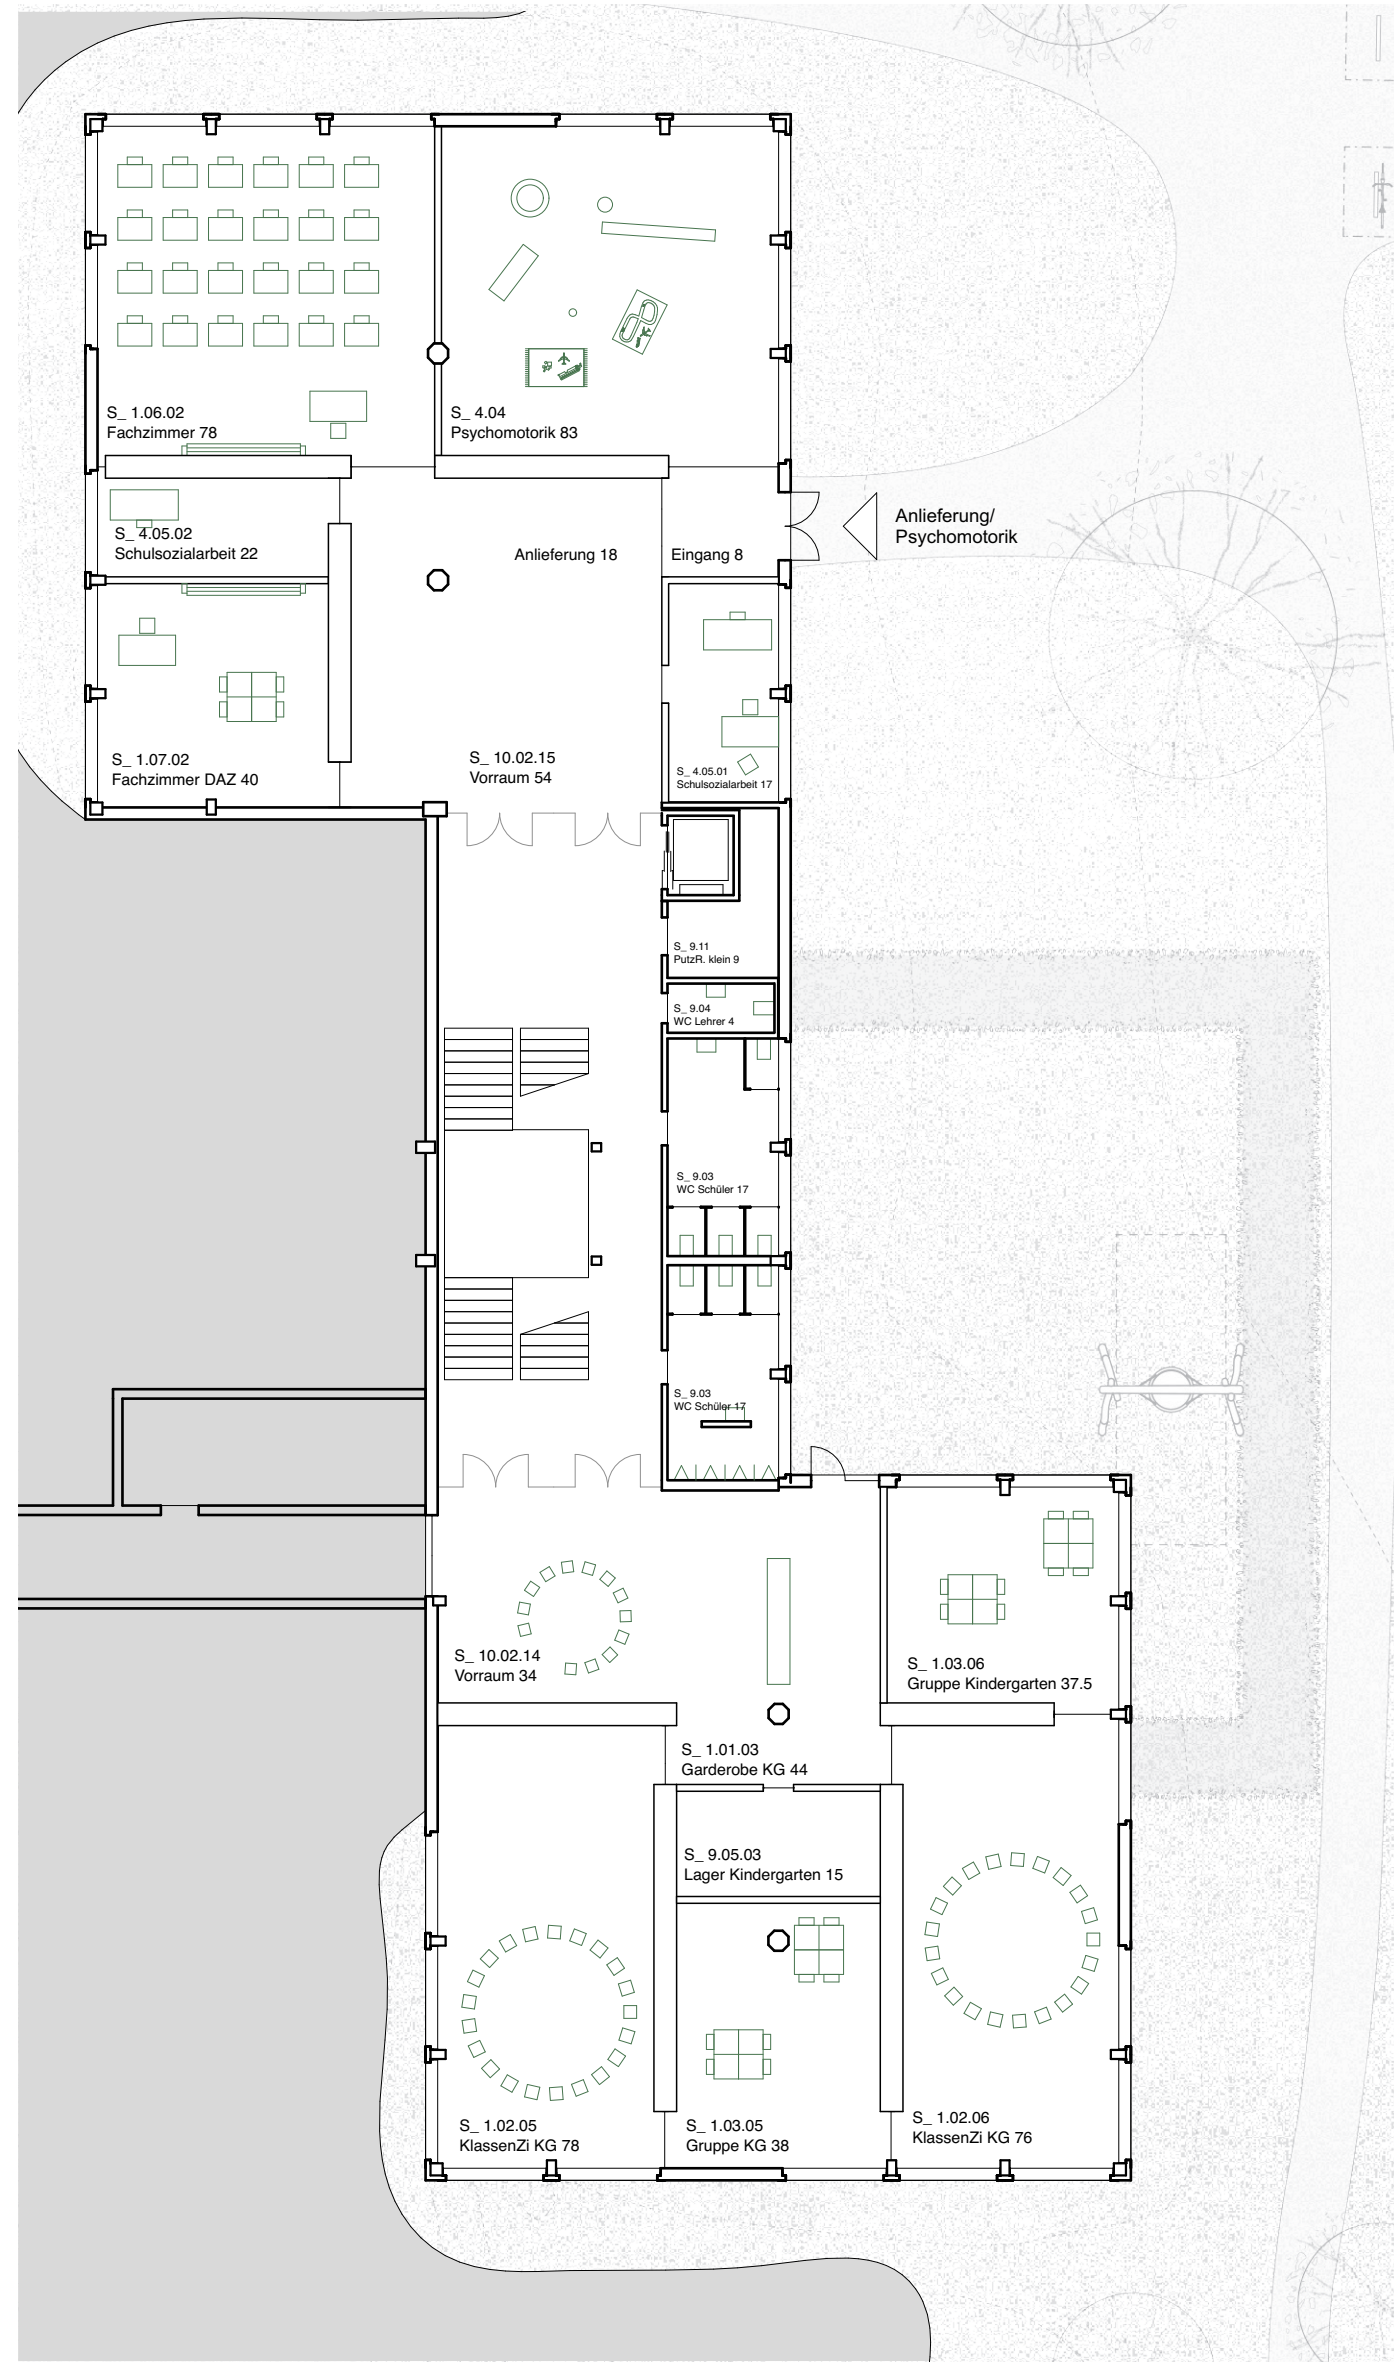 S_ 1.06.02
Fachzimmer 78
S_ 4.04
Psychomotorik 83
S_ 4.05.02
Schulsozialarbeit 22
Anlieferung 18
Eingang 8
Anlieferung/
Psychomotorik
S_ 1.07.02
Fachzimmer DAZ 40
S_ 10.02.15
Vorraum 54
S_ 4.05.01
Schulsozialarbeit 17
S_ 9.11
PutzR. klein 9
S_ 9.04
WC Lehrer 4
S_ 9.03
WC Schüler 17
S_ 9.03
WC Schüler 17
S_ 10.02.14
Vorraum 34
S_ 1.03.06
Gruppe Kindergarten 37.5
S_ 1.01.03
Garderobe KG 44
S_ 9.05.03
Lager Kindergarten 15
S_ 1.02.05
KlassenZi KG 78
S_ 1.03.05
Gruppe KG 38
S_ 1.02.06
KlassenZi KG 76